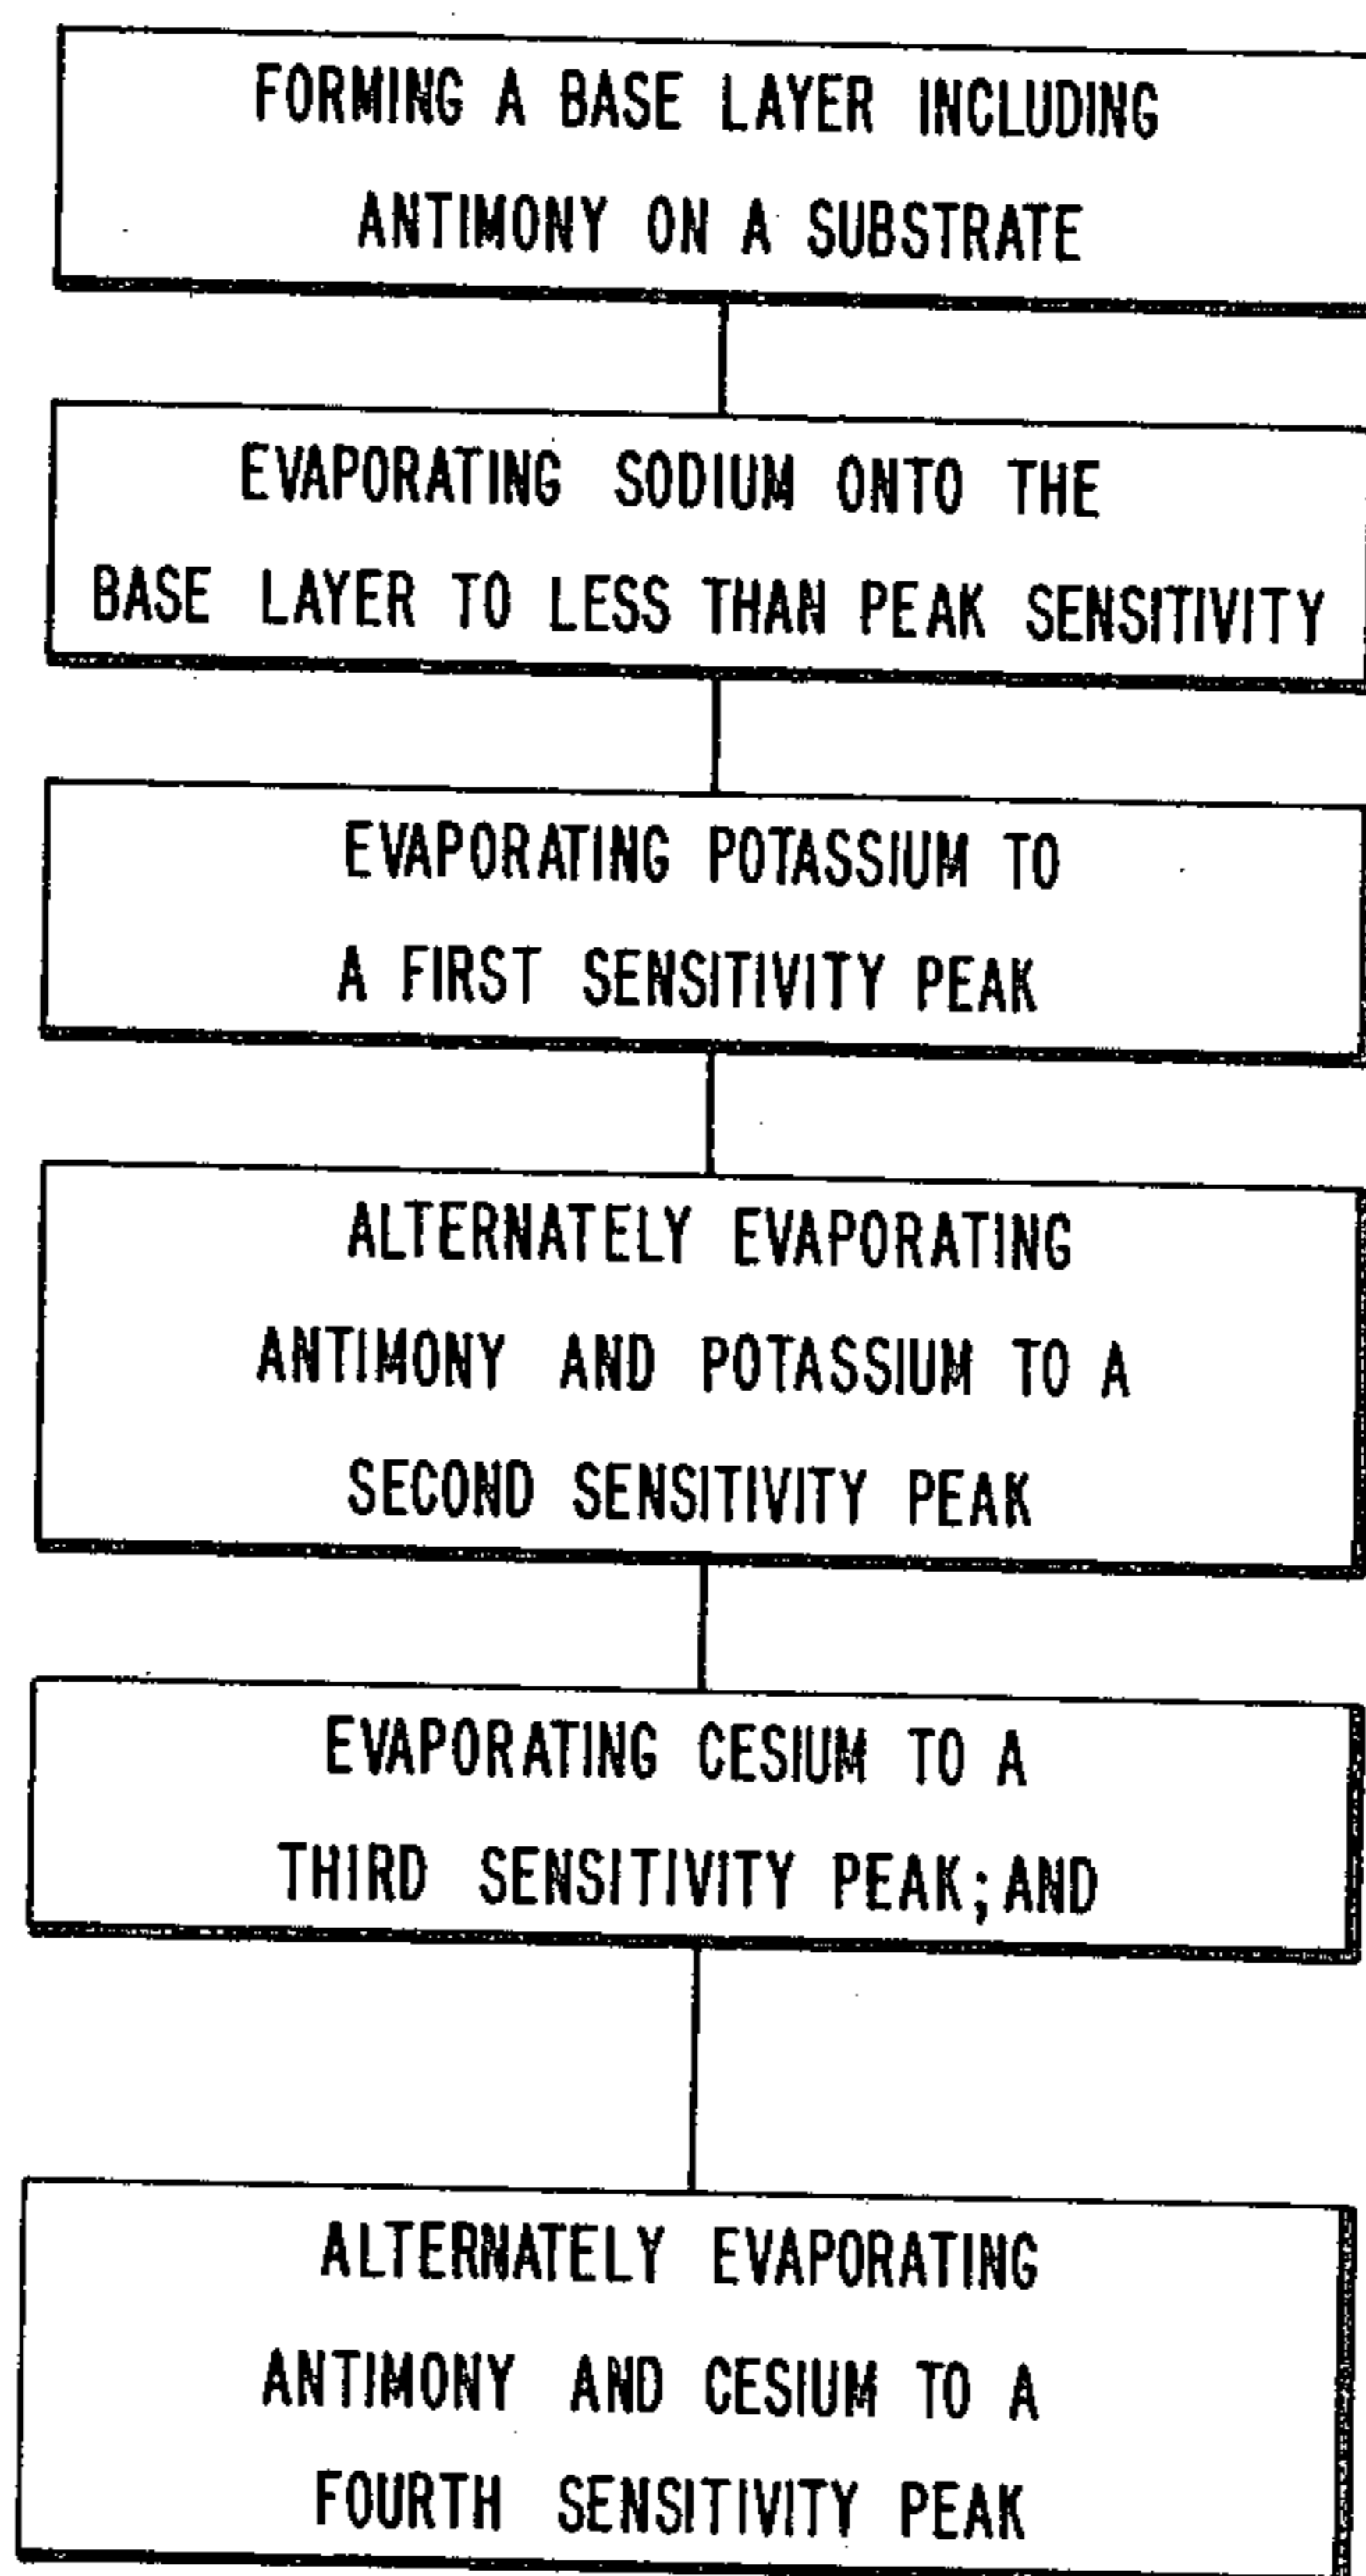 FORMING A BASE LAYER INCLUDING
ANTIMONY ON A SUBSTRATE
EVAPORATING SODIUM ONTO THE
BASE LAYER TO LESS THAN PEAK SENSITIVITY
EVAPORATING POTASSIUM TO
A FIRST SENSITIVITY PEAK
ALTERNATELY EVAPORATING
ANTIMONY AND POTASSIUM TO A
SECOND SENSITIVITY PEAK
EVAPORATING CESIUM TO A
THIRD SENSITIVITY PEAK; AND
ALTERNATELY EVAPORATING
ANTIMONY AND CESIUM TO A
FOURTH SENSITIVITY PEAK